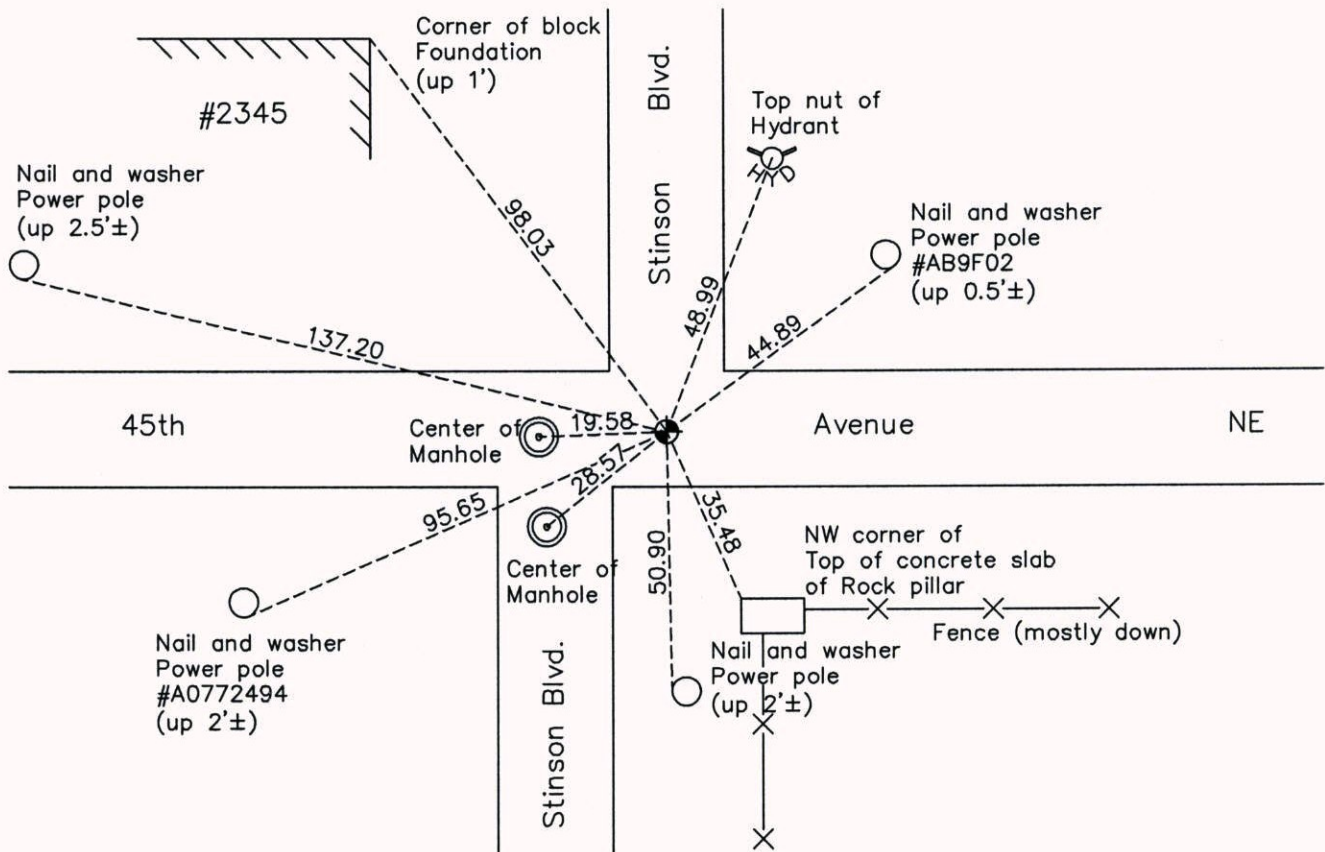 Corner of block
Foundation
(up 1')
Stinson Blvd.
#2345
Top nut of
Hydrant
HYD
Nail and washer
Power pole
(up 2.5'±)
Nail and washer
Power pole
#AB9F02
(up 0.5'±)
98.03
48.99
44.89
137.20
45th
Center of
Manhole
19.58
Avenue
NE
28.57
95.65
35.48
50.90
NW corner of
Top of concrete slab
of Rock pillar
Center of
Manhole
Fence (mostly down)
Nail and washer
Power pole
#A0772494
(up 2'±)
Stinson Blvd.
Nail and washer
Power pole
(up 2'±)